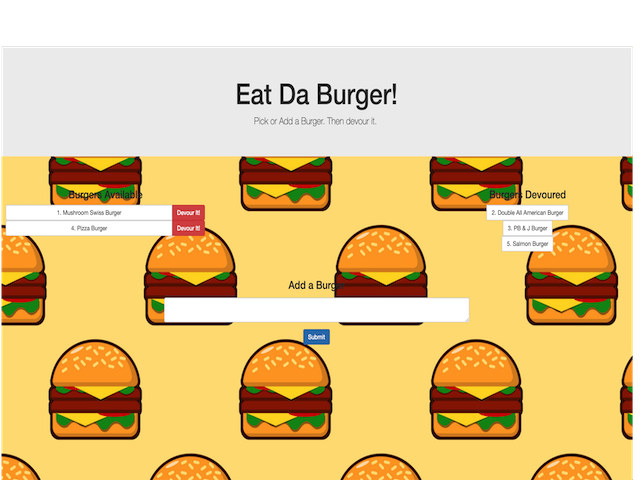 Eat Da Burger!
Pick or Add a Burger. Then devour it.
Burgers Available
1. Mushroom Swiss Burger
Devour It!
4. Pizza Burger
Devour It!
Burgers Devoured
2. Double All American Burger
3. PB & J Burger
5. Salmon Burger
Add a Burger
Submit